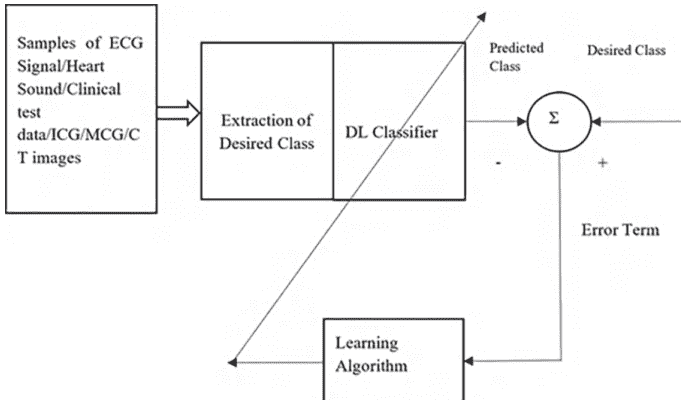 Samples of ECG
Signal/Heart
Sound/Clinical
test
data/ICG/MCG/C
T images
Extraction of
Desired Class
DL Classifier
Predicted
Class
Desired Class
Σ
-
+
Error Term
Learning
Algorithm